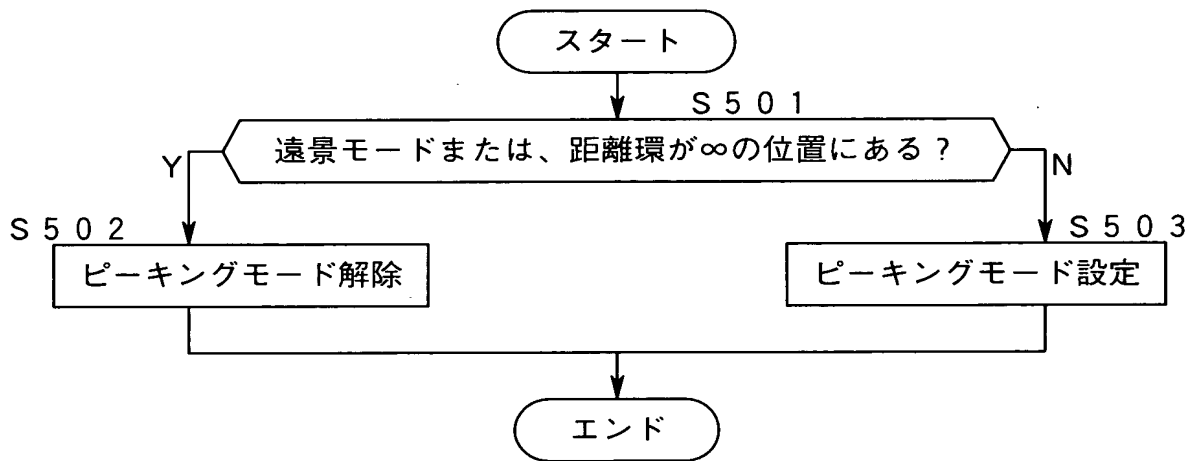 スタート
S501
遠景モードまたは、距離環が∞の位置にある?
Y
N
S502
S503
ピーキングモード解除
ピーキングモード設定
エンド